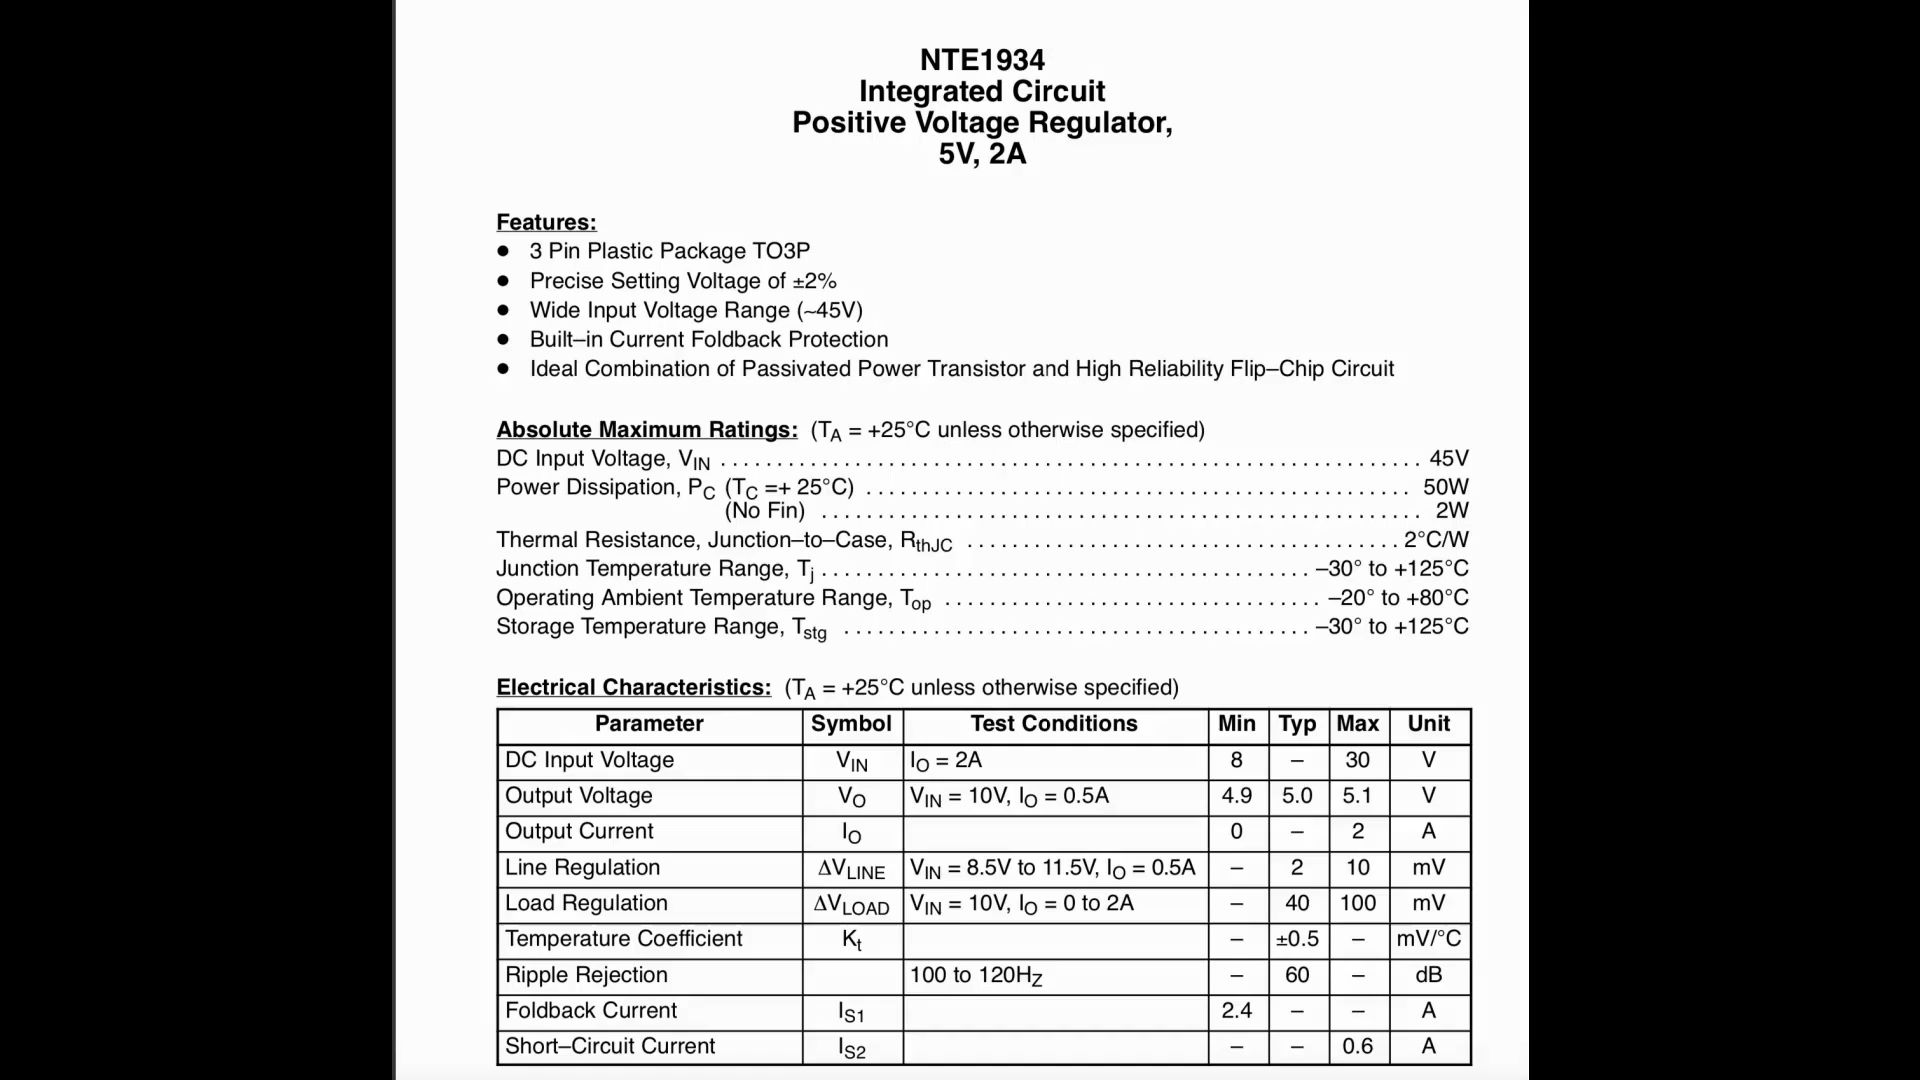 NTE1934
Integrated Circuit
Positive Voltage Regulator,
5V, 2A
Features:
● 3 Pin Plastic Package TO3P
● Precise Setting Voltage of ±2%
● Wide Input Voltage Range (~45V)
● Built–in Current Foldback Protection
● Ideal Combination of Passivated Power Transistor and High Reliability Flip–Chip Circuit
Absolute Maximum Ratings: (TA = +25°C unless otherwise specified)
DC Input Voltage, VIN . . . . . . . . . . . . . . . . . . . . . . . . . . . . . . 45V
Power Dissipation, PC (TC =+ 25°C) . . . . . . . . . . . . . . . . . . . . . . . . 50W
(No Fin) . . . . . . . . . . . . . . . . . . . . . . . . . . 2W
Thermal Resistance, Junction–to–Case, RthJC . . . . . . . . . . . . . . . . . . . . 2°C/W
Junction Temperature Range, Tj . . . . . . . . . . . . . . . . . . . . . . –30° to +125°C
Operating Ambient Temperature Range, Top . . . . . . . . . . . . . . . . . . –20° to +80°C
Storage Temperature Range, Tstg . . . . . . . . . . . . . . . . . . . . . –30° to +125°C
Electrical Characteristics: (TA = +25°C unless otherwise specified)
Parameter Symbol Test Conditions Min Typ Max Unit
DC Input Voltage VIN IO = 2A 8 – 30 V
Output Voltage VO VIN = 10V, IO = 0.5A 4.9 5.0 5.1 V
Output Current IO 0 – 2 A
Line Regulation ΔVLINE VIN = 8.5V to 11.5V, IO = 0.5A – 2 10 mV
Load Regulation ΔVLOAD VIN = 10V, IO = 0 to 2A – 40 100 mV
Temperature Coefficient Kt – ±0.5 – mV/°C
Ripple Rejection 100 to 120HZ – 60 – dB
Foldback Current IS1 2.4 – – A
Short–Circuit Current IS2 – – 0.6 A